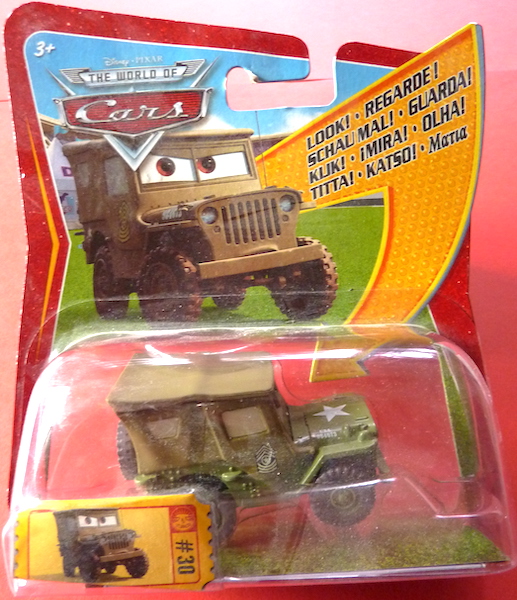 3+
Disney · PIXAR
THE WORLD OF
Cars
LOOK! · REGARDE!
SCHAU MAL! · GUARDA!
KIJK! · ¡MIRA! · OLHA!
TITTA! · KATSO! · Ματια
#30